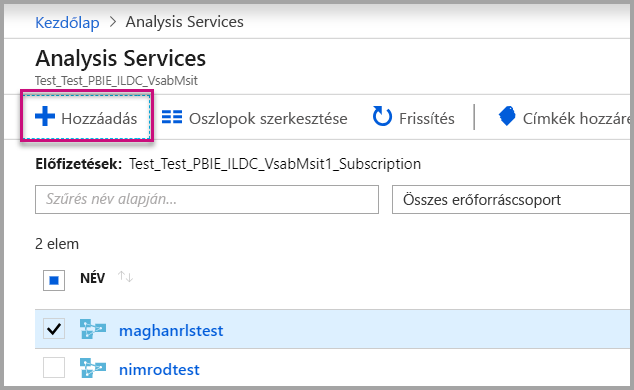 Kezdőlap > Analysis Services
Analysis Services
Test_Test_PBIE_ILDC_VsabMsit
Hozzáadás Oszlopok szerkesztése Frissítés Címkék hozzáre
Előfizetések: Test_Test_PBIE_ILDC_VsabMsit1_Subscription
Szűrés név alapján... Összes erőforráscsoport
2 elem
NÉV
maghanrlstest
nimrodtest